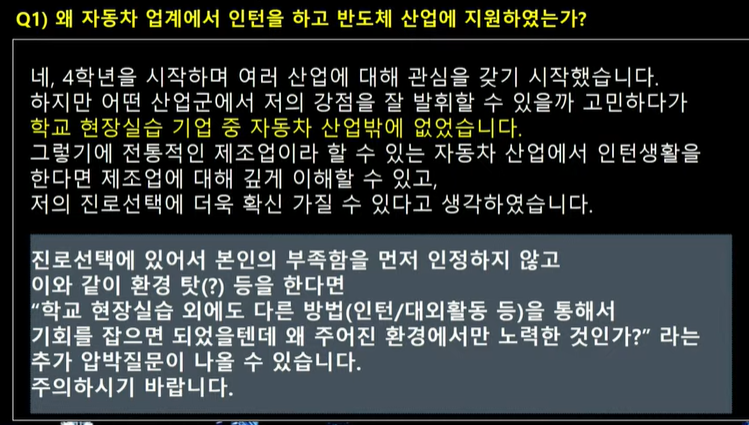 Q1) 왜 자동차 업계에서 인턴을 하고 반도체 산업에 지원하였는가?
네, 4학년을 시작하며 여러 산업에 대해 관심을 갖기 시작했습니다.
하지만 어떤 산업군에서 저의 강점을 잘 발휘할 수 있을까 고민하다가
학교 현장실습 기업 중 자동차 산업밖에 없었습니다.
그렇기에 전통적인 제조업이라 할 수 있는 자동차 산업에서 인턴생활을
한다면 제조업에 대해 깊게 이해할 수 있고,
저의 진로선택에 더욱 확신 가질 수 있다고 생각하였습니다.
진로선택에 있어서 본인의 부족함을 먼저 인정하지 않고
이와 같이 환경 탓(?) 등을 한다면
“학교 현장실습 외에도 다른 방법(인턴/대외활동 등)을 통해서
기회를 잡으면 되었을텐데 왜 주어진 환경에서만 노력한 것인가?” 라는
추가 압박질문이 나올 수 있습니다.
주의하시기 바랍니다.